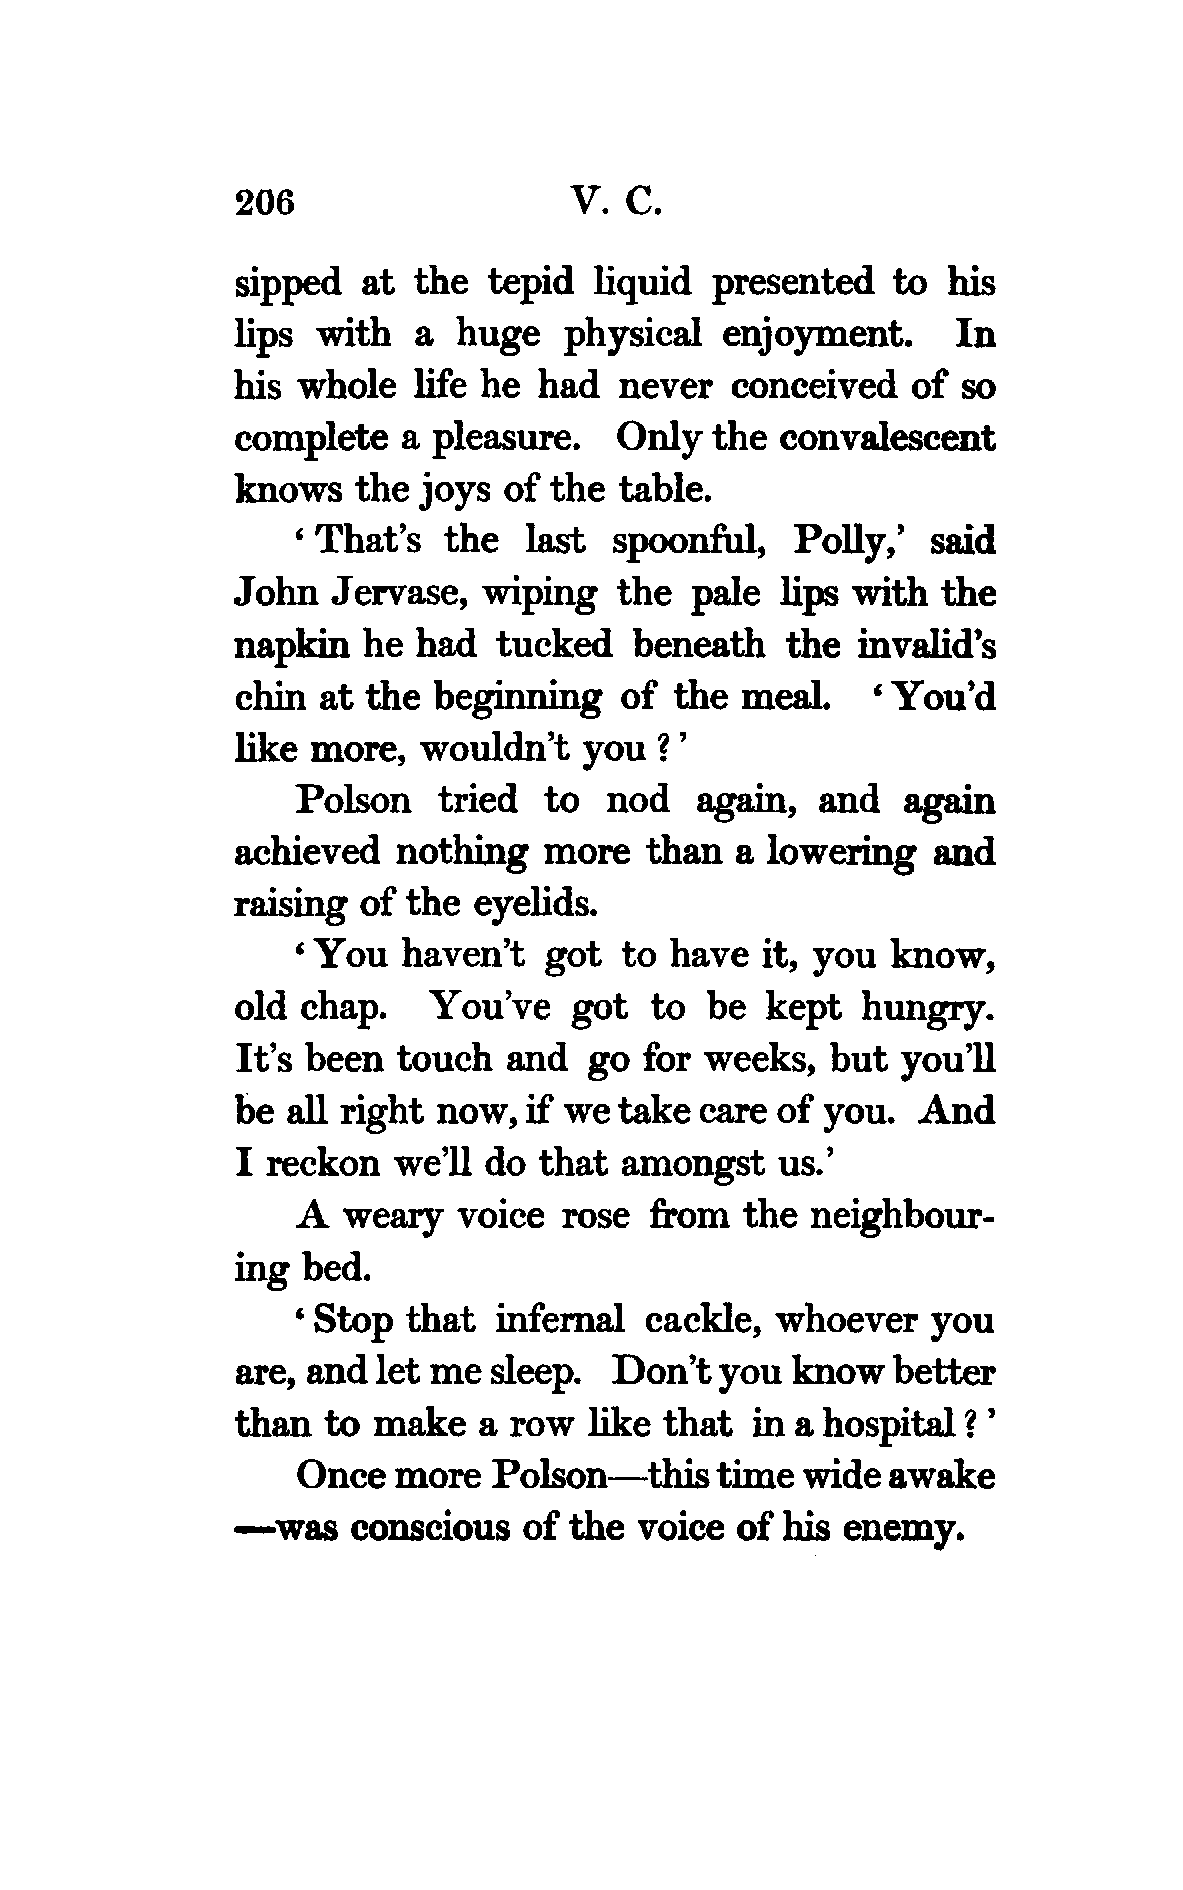 206 V. C.
sipped at the tepid liquid presented to his
lips with a huge physical enjoyment. In
his whole life he had never conceived of so
complete a pleasure. Only the convalescent
knows the joys of the table.
‘ That’s the last spoonful, Polly,’ said
John Jervase, wiping the pale lips with the
napkin he had tucked beneath the invalid’s
chin at the beginning of the meal. ‘ You’d
like more, wouldn’t you ? ’
Polson tried to nod again, and again
achieved nothing more than a lowering and
raising of the eyelids.
‘ You haven’t got to have it, you know,
old chap. You’ve got to be kept hungry.
It’s been touch and go for weeks, but you’ll
be all right now, if we take care of you. And
I reckon we’ll do that amongst us.’
A weary voice rose from the neighbour-
ing bed.
‘ Stop that infernal cackle, whoever you
are, and let me sleep. Don’t you know better
than to make a row like that in a hospital ? ’
Once more Polson—this time wide awake
—was conscious of the voice of his enemy.